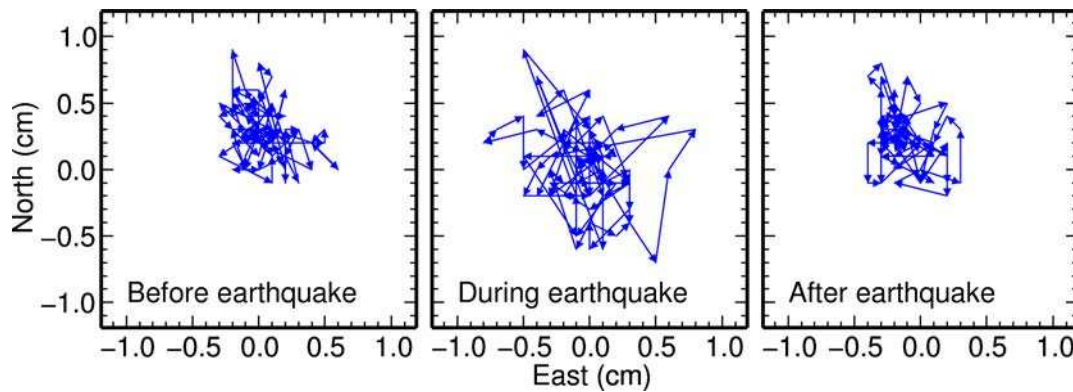 1.0
0.5
0.0
−0.5
−1.0
North (cm)
Before earthquake
During earthquake
After earthquake
−1.0 −0.5 0.0 0.5 1.0
−1.0 −0.5 0.0 0.5 1.0
−1.0 −0.5 0.0 0.5 1.0
East (cm)